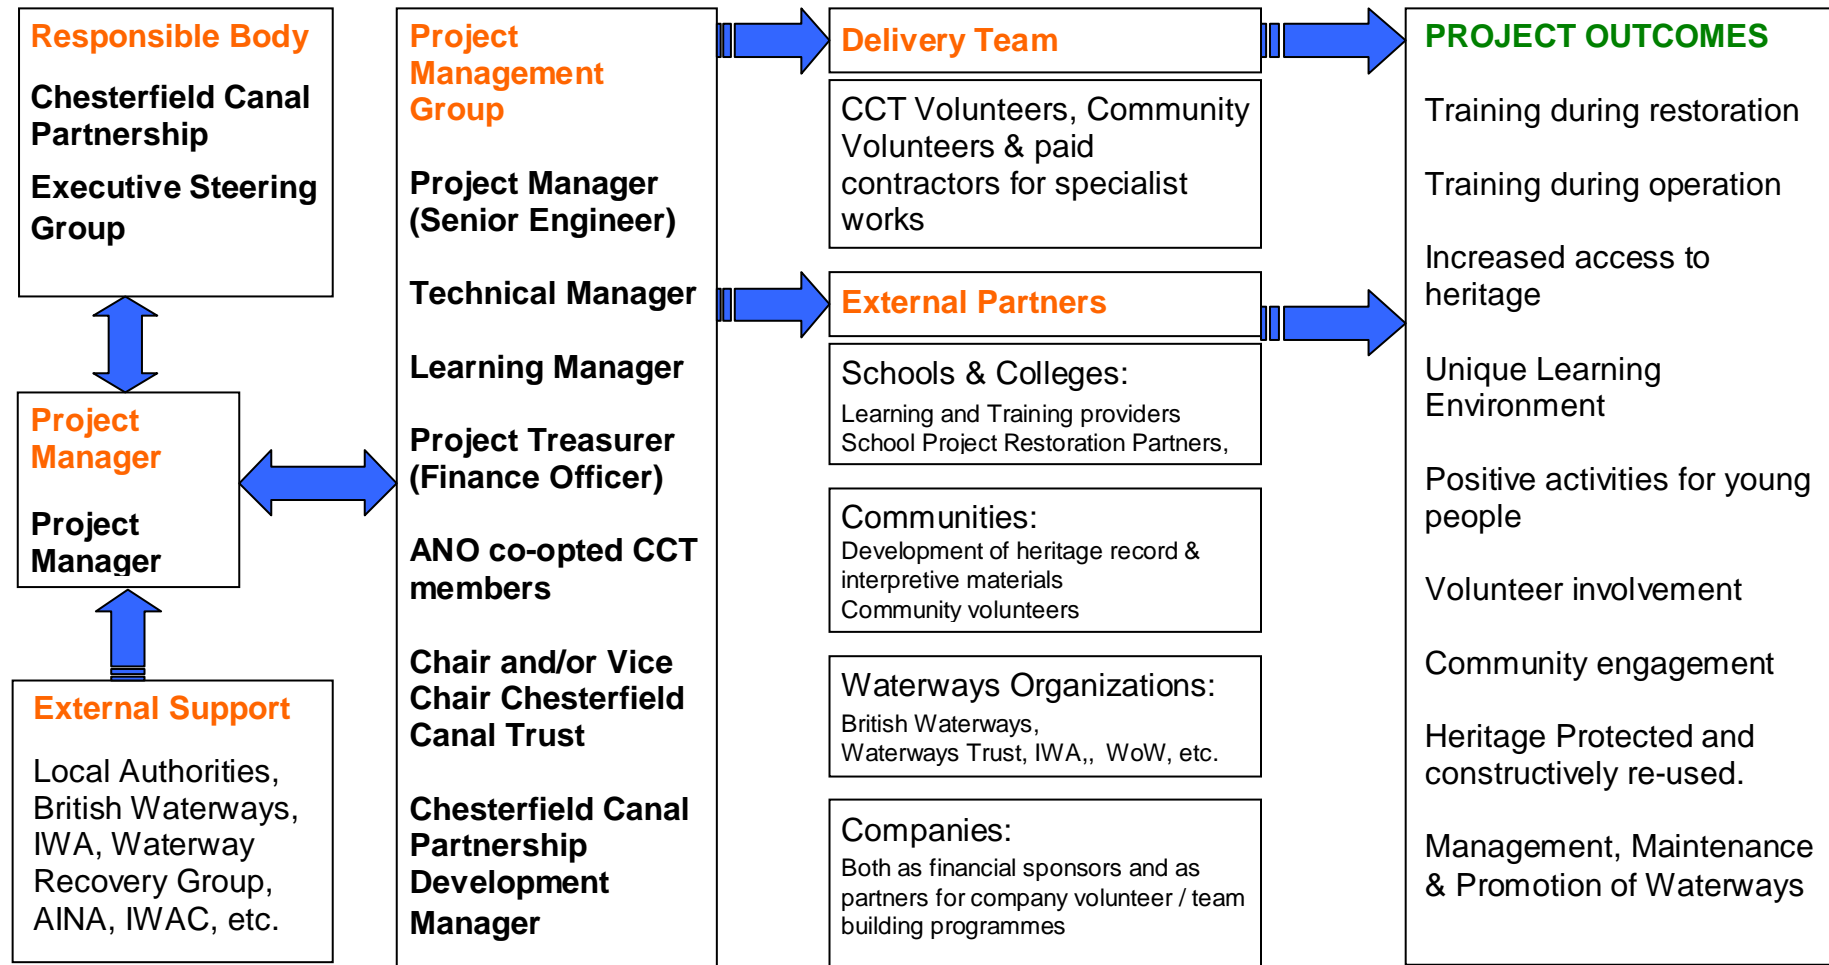 Responsible Body
Chesterfield Canal
Partnership
Executive Steering
Group
Project
Manager
Project
Manager
External Support
Local Authorities,
British Waterways,
IWA, Waterway
Recovery Group,
AINA, IWAC, etc.
Project
Management
Group
Project Manager
(Senior Engineer)
Technical Manager
Learning Manager
Project Treasurer
(Finance Officer)
ANO co-opted CCT
members
Chair and/or Vice
Chair Chesterfield
Canal Trust
Chesterfield Canal
Partnership
Development
Manager
Delivery Team
CCT Volunteers, Community
Volunteers & paid
contractors for specialist
works
External Partners
Schools & Colleges:
Learning and Training providers
School Project Restoration Partners,
Communities:
Development of heritage record &
interpretive materials
Community volunteers
Waterways Organizations:
British Waterways,
Waterways Trust, IWA,, WoW, etc.
Companies:
Both as financial sponsors and as
partners for company volunteer / team
building programmes
PROJECT OUTCOMES
Training during restoration
Training during operation
Increased access to
heritage
Unique Learning
Environment
Positive activities for young
people
Volunteer involvement
Community engagement
Heritage Protected and
constructively re-used.
Management, Maintenance
& Promotion of Waterways